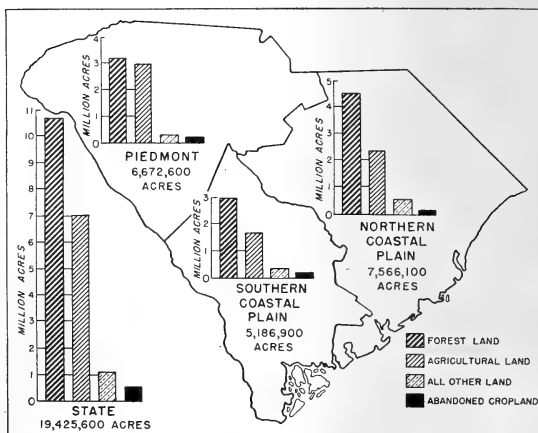 4
3
2
1
0
MILLION ACRES
PIEDMONT
6,672,600
ACRES
5
4
3
2
1
0
MILLION ACRES
NORTHERN
COASTAL
PLAIN
7,566,100
ACRES
11
10
9
8
7
6
5
4
3
2
1
0
MILLION ACRES
STATE
19,425,600 ACRES
3
2
1
0
MILLION ACRES
SOUTHERN
COASTAL
PLAIN
5,186,900
ACRES
FOREST LAND
AGRICULTURAL LAND
ALL OTHER LAND
ABANDONED CROPLAND